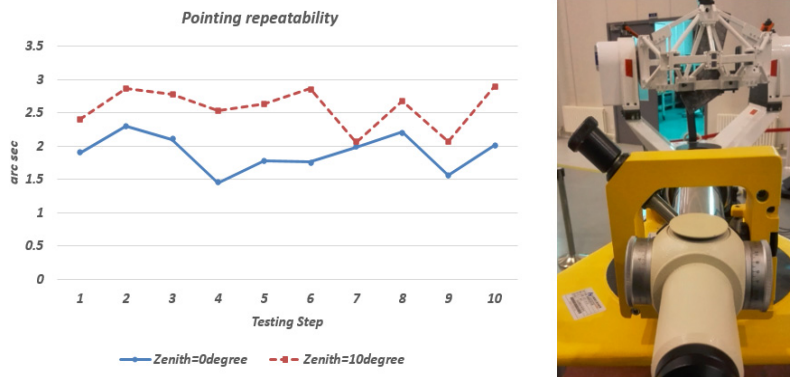 Pointing repeatability
3.5
3
2.5
2
1.5
1
0.5
0
arc sec
1 2 3 4 5 6 7 8 9 10
Testing Step
Zenith=0degree Zenith=10degree